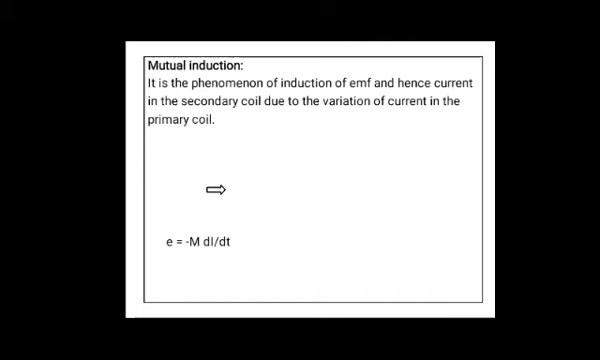 Mutual induction:
It is the phenomenon of induction of emf and hence current
in the secondary coil due to the variation of current in the
primary coil.
⇨
e = -M dI/dt